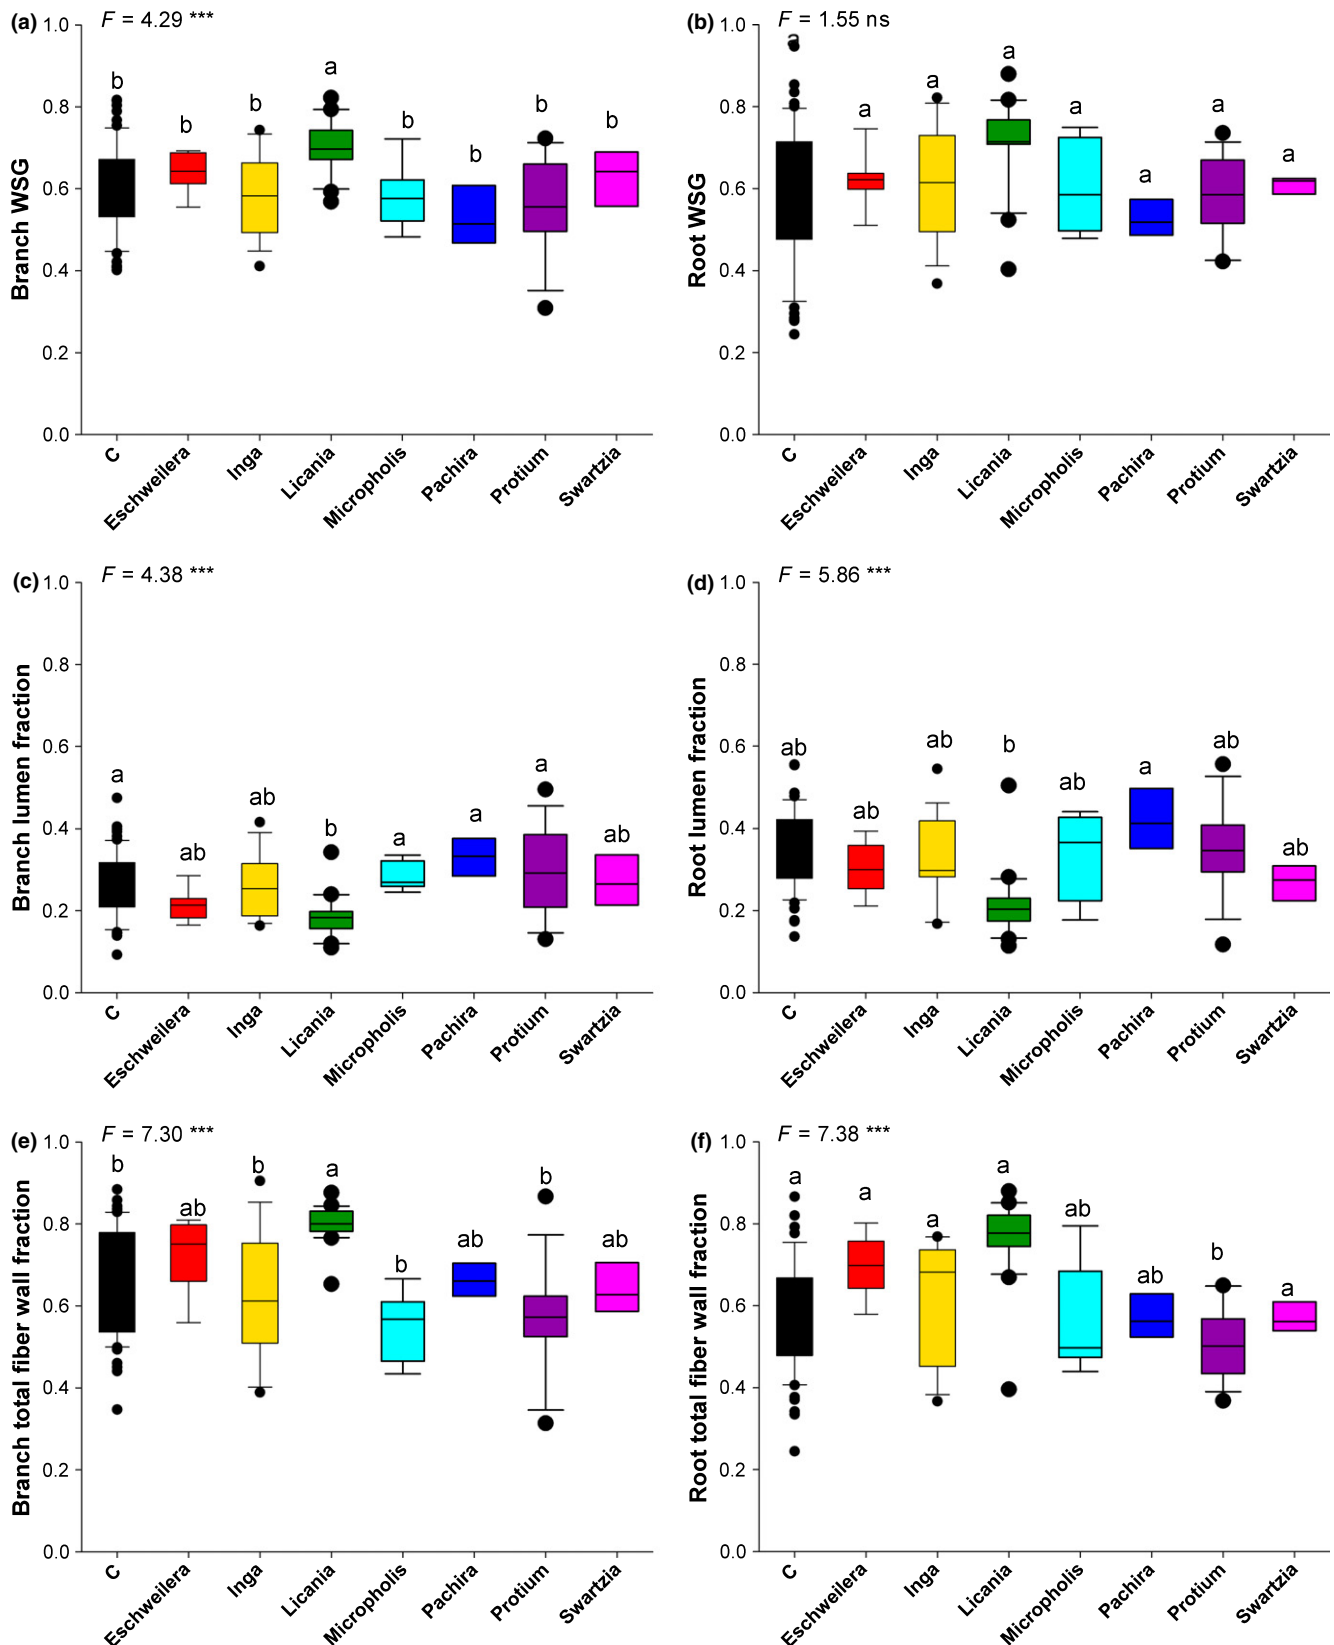 (a) F = 4.29 ***
Branch WSG
1.0
0.8
0.6
0.4
0.2
0.0
b b b a b b b b
C Eschweilera Inga Licania Micropholis Pachira Protium Swartzia
(b) F = 1.55 ns
Root WSG
1.0
0.8
0.6
0.4
0.2
0.0
a a a a a a a a
C Eschweilera Inga Licania Micropholis Pachira Protium Swartzia
(c) F = 4.38 ***
Branch lumen fraction
1.0
0.8
0.6
0.4
0.2
0.0
a ab ab b a a a ab
C Eschweilera Inga Licania Micropholis Pachira Protium Swartzia
(d) F = 5.86 ***
Root lumen fraction
1.0
0.8
0.6
0.4
0.2
0.0
ab ab ab b ab a ab ab
C Eschweilera Inga Licania Micropholis Pachira Protium Swartzia
(e) F = 7.30 ***
Branch total fiber wall fraction
1.0
0.8
0.6
0.4
0.2
0.0
b ab b a b ab b ab
C Eschweilera Inga Licania Micropholis Pachira Protium Swartzia
(f) F = 7.38 ***
Root total fiber wall fraction
1.0
0.8
0.6
0.4
0.2
0.0
a a a a ab ab b a
C Eschweilera Inga Licania Micropholis Pachira Protium Swartzia